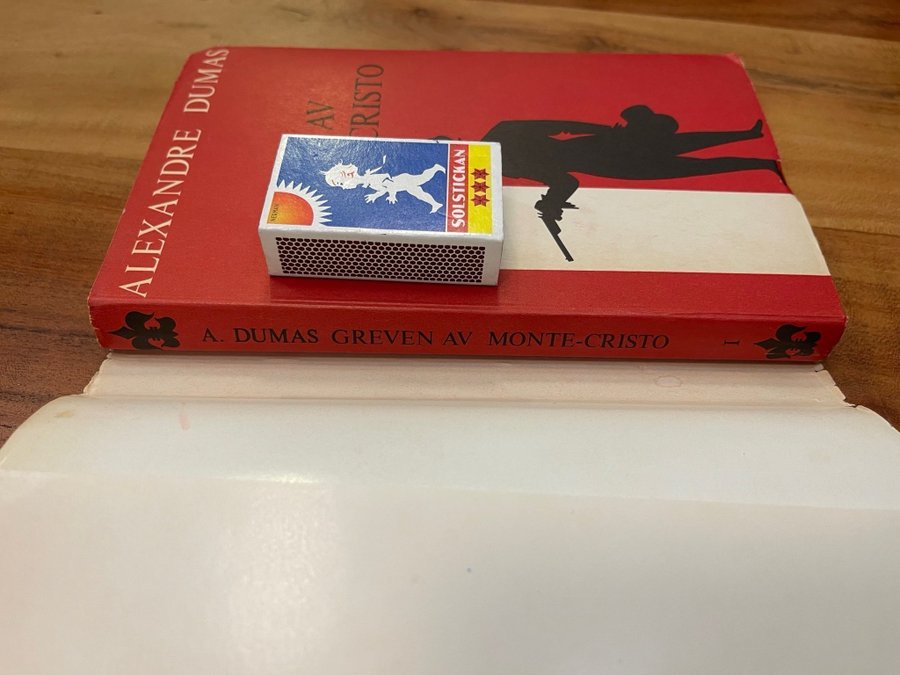 ALEXANDRE DUMAS
AV
CRISTO
SOLSTICKAN
A. DUMAS GREVEN AV MONTE-CRISTO I